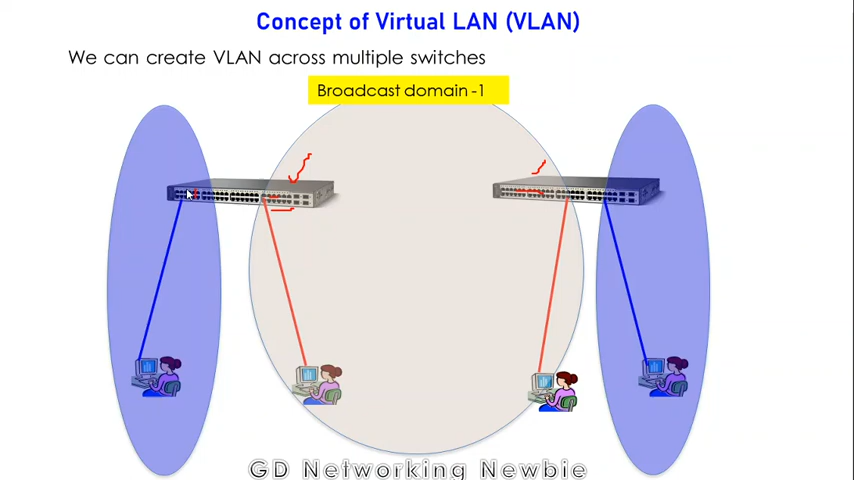 Concept of Virtual LAN (VLAN)
We can create VLAN across multiple switches
Broadcast domain -1
GD Networking Newbie